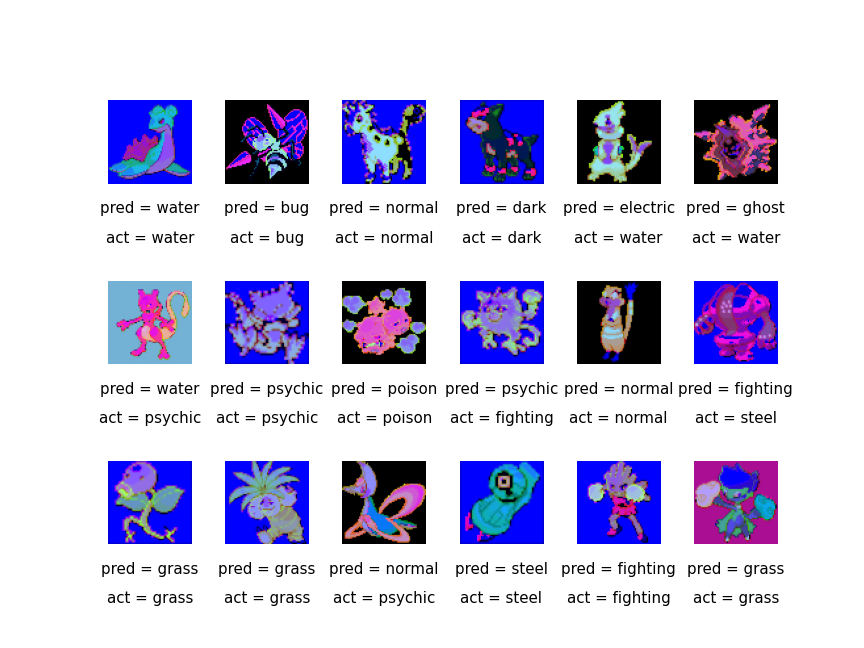 pred = water pred = bug pred = normal pred = dark pred = electric pred = ghost
act = water act = bug act = normal act = dark act = water act = water
pred = water pred = psychic pred = poison pred = psychic pred = normal pred = fighting
act = psychic act = psychic act = poison act = fighting act = normal act = steel
pred = grass pred = grass pred = normal pred = steel pred = fighting pred = grass
act = grass act = grass act = psychic act = steel act = fighting act = grass